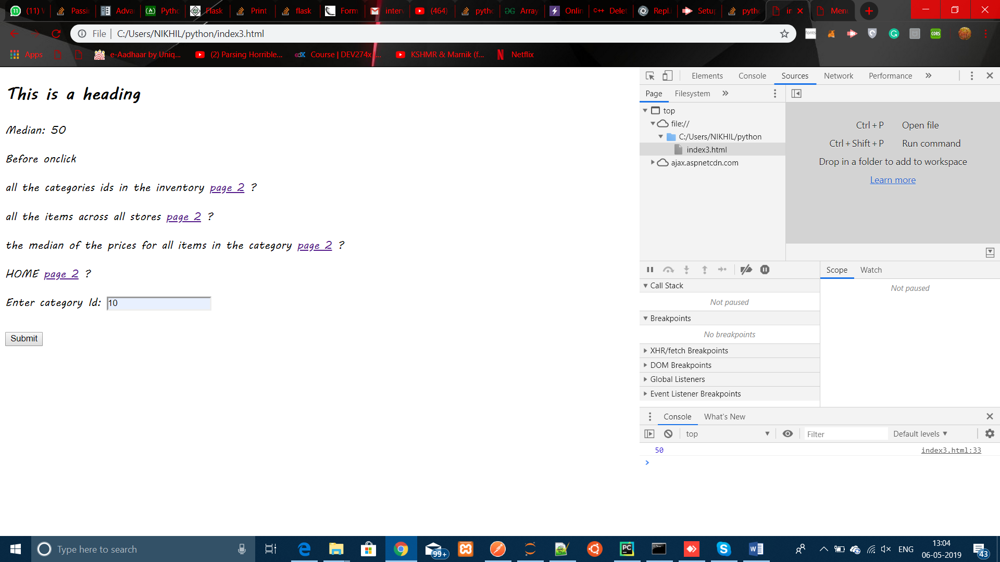 (11) W Passi Adva Pytho Flask Print flask Form interv (464) pytho Array Onlin Delet Repl. Setup pytho in Menu
File C:/Users/NIKHIL/python/index3.html
Apps e-Aadhaar by Uniq... (2) Parsing Horrible... Course | DEV274x |... KSHMR & Marnik (f... Netflix
This is a heading
Median: 50
Before onclick
all the categories ids in the inventory page 2 ?
all the items across all stores page 2 ?
the median of the prices for all items in the category page 2 ?
HOME page 2 ?
Enter category Id: 10
Submit
Elements Console Sources Network Performance
Page Filesystem
top
file://
C:/Users/NIKHIL/python
index3.html
ajax.aspnetcdn.com
Ctrl + P Open file
Ctrl + Shift + P Run command
Drop in a folder to add to workspace
Learn more
Scope Watch
Not paused
Call Stack
Not paused
Breakpoints
No breakpoints
XHR/fetch Breakpoints
DOM Breakpoints
Global Listeners
Event Listener Breakpoints
Console What's New
top Filter Default levels
50 index3.html:33
Type here to search
99+
ENG
13:04
06-05-2019
43